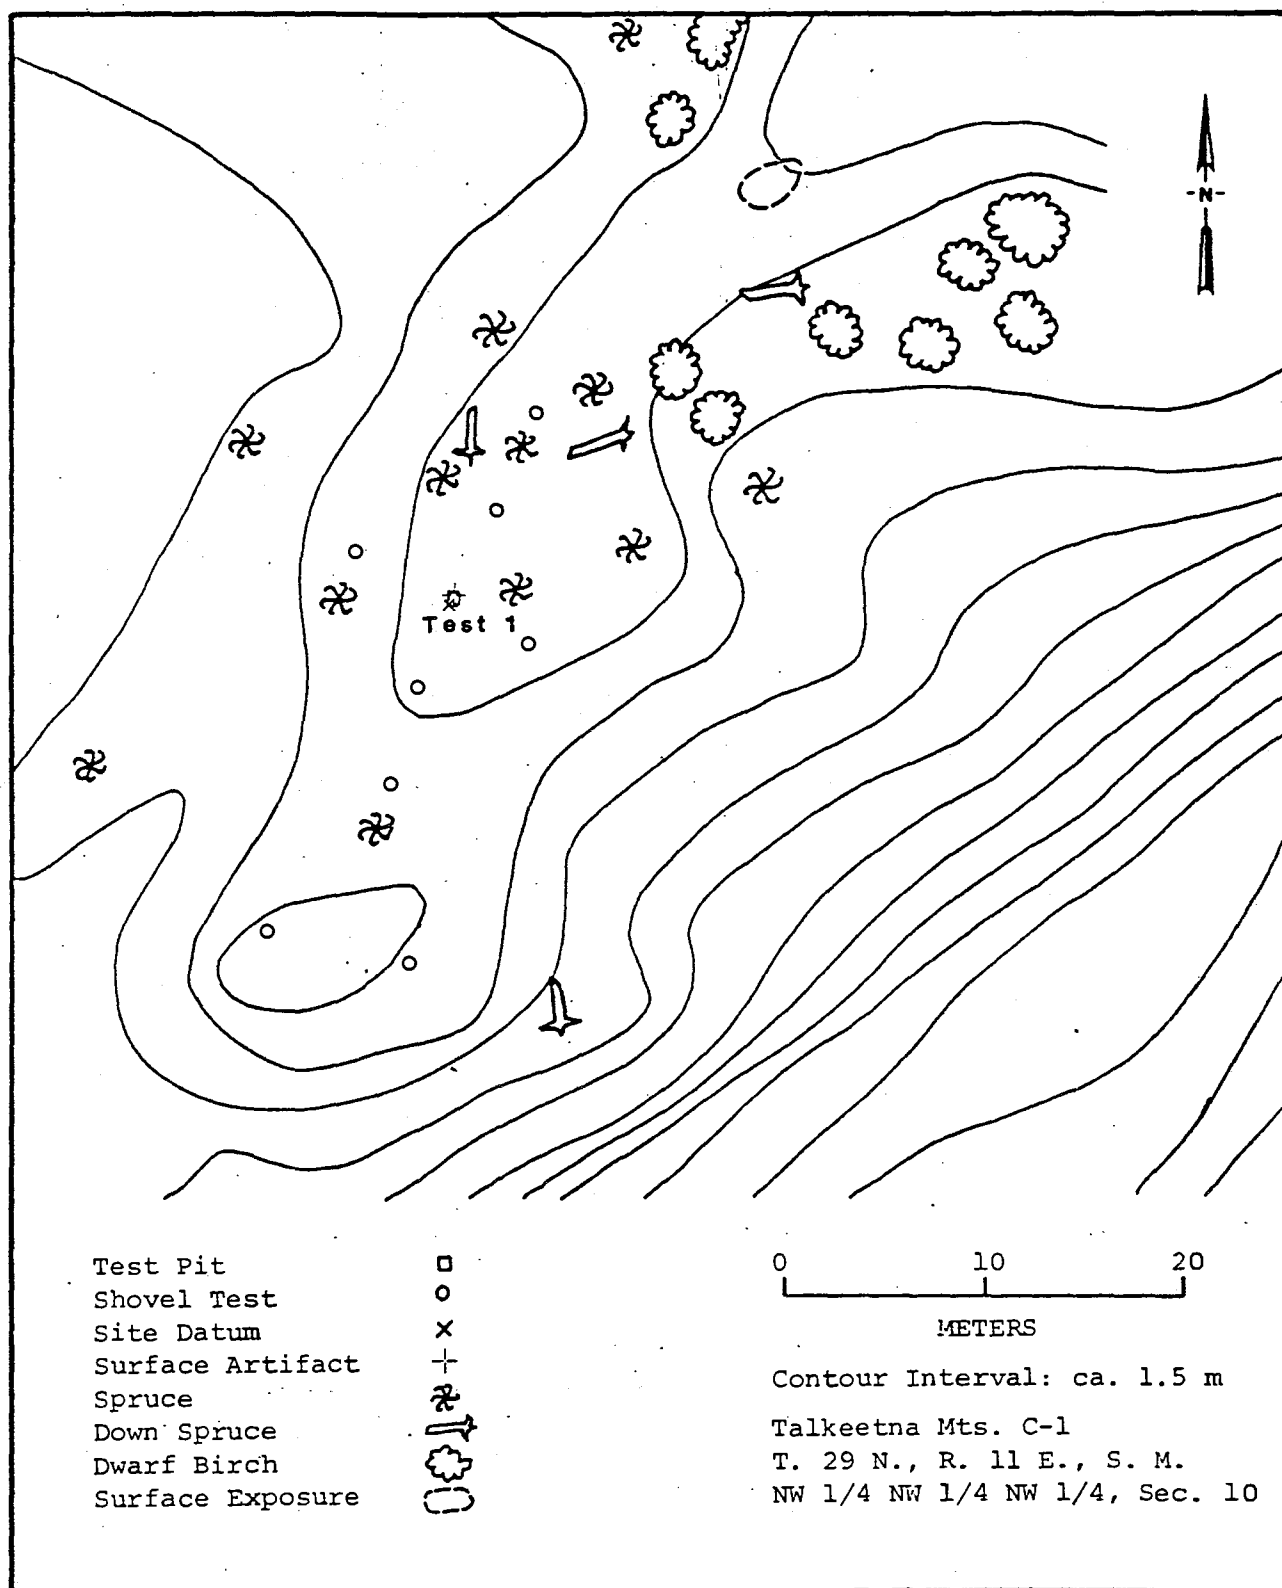 -N-
Test 1
Test Pit
Shovel Test
Site Datum
Surface Artifact
Spruce
Down Spruce
Dwarf Birch
Surface Exposure
0 10 20
METERS
Contour Interval: ca. 1.5 m
Talkeetna Mts. C-1
T. 29 N., R. 11 E., S. M.
NW 1/4 NW 1/4 NW 1/4, Sec. 10